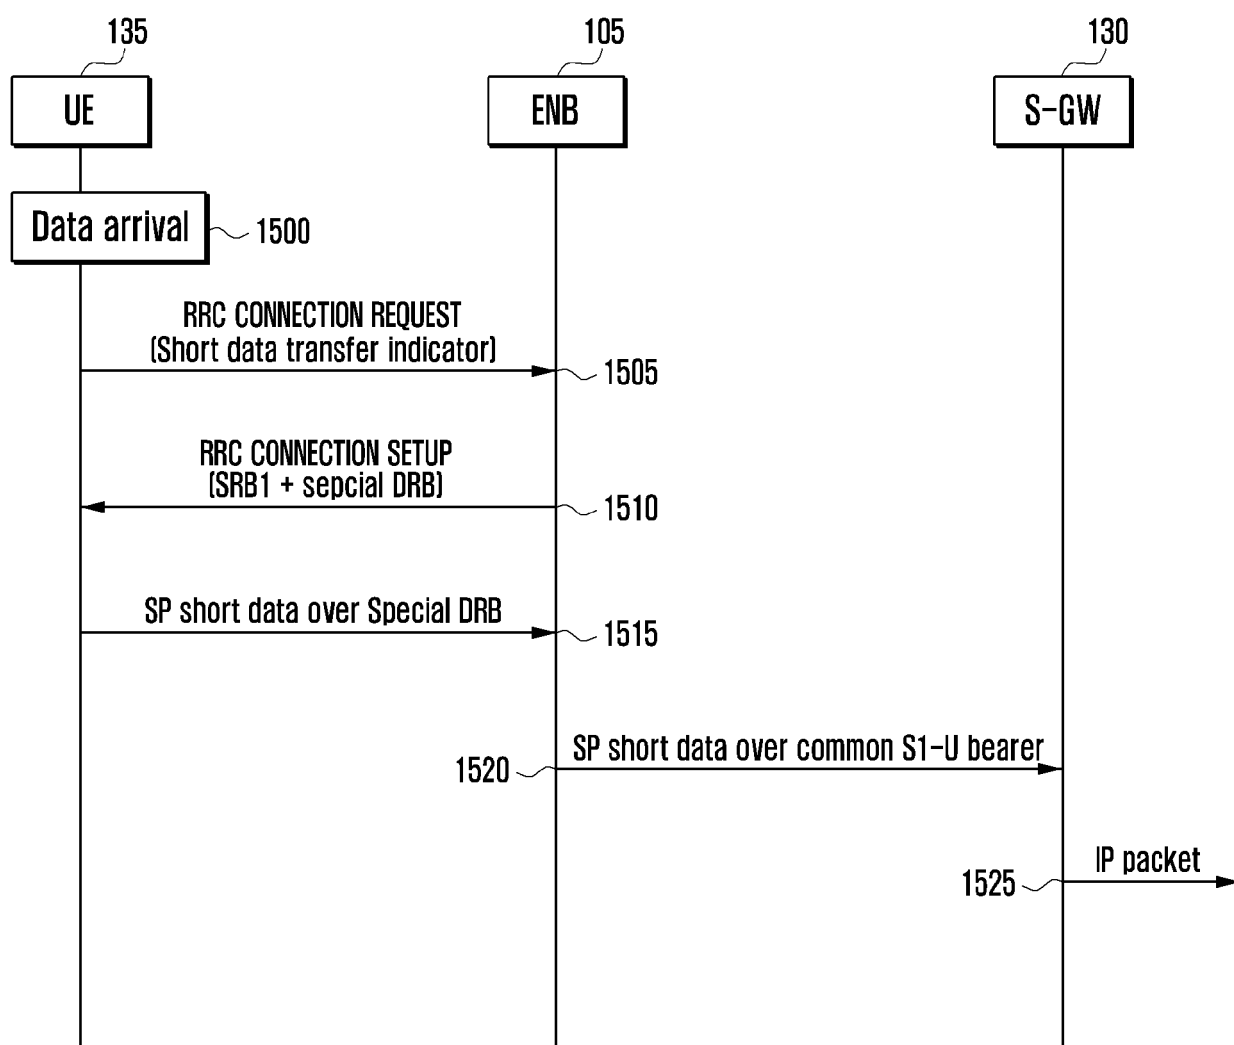 135
105
130
UE
ENB
S-GW
Data arrival
1500
RRC CONNECTION REQUEST
(Short data transfer indicator)
1505
RRC CONNECTION SETUP
(SRB1 + sepcial DRB)
1510
SP short data over Special DRB
1515
SP short data over common S1-U bearer
1520
IP packet
1525